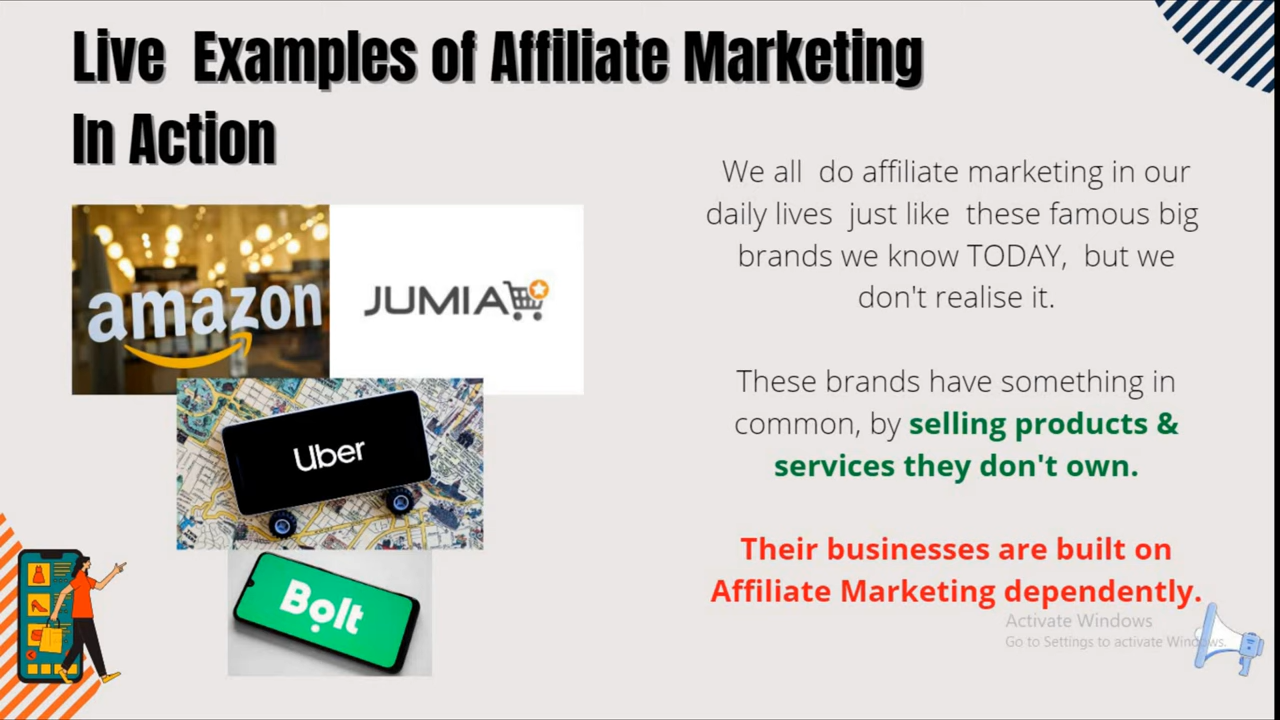 Live Examples of Affiliate Marketing
In Action
We all do affiliate marketing in our
daily lives just like these famous big
brands we know TODAY, but we
don't realise it.
amazon
JUMIA
These brands have something in
common, by selling products &
services they don't own.
Uber
Their businesses are built on
Affiliate Marketing dependently.
Bolt
Activate Windows
Go to Settings to activate Windows.